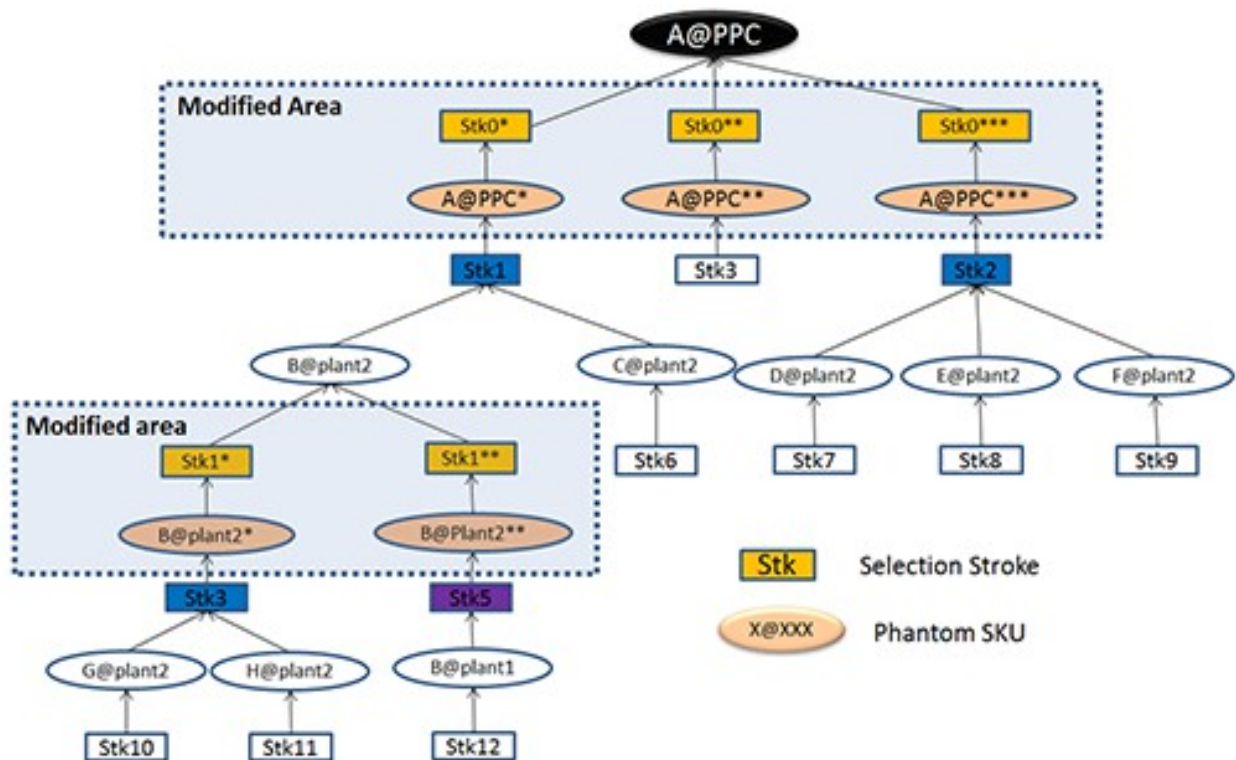 A@PPC
Modified Area
Stk0*
Stk0**
Stk0***
A@PPC*
A@PPC**
A@PPC***
Stk1
Stk3
Stk2
B@plant2
C@plant2
D@plant2
E@plant2
F@plant2
Modified area
Stk1*
Stk1**
Stk6
Stk7
Stk8
Stk9
B@plant2*
B@Plant2**
Stk
Selection Stroke
Stk3
Stk5
X@XXX
Phantom SKU
G@plant2
H@plant2
B@plant1
Stk10
Stk11
Stk12